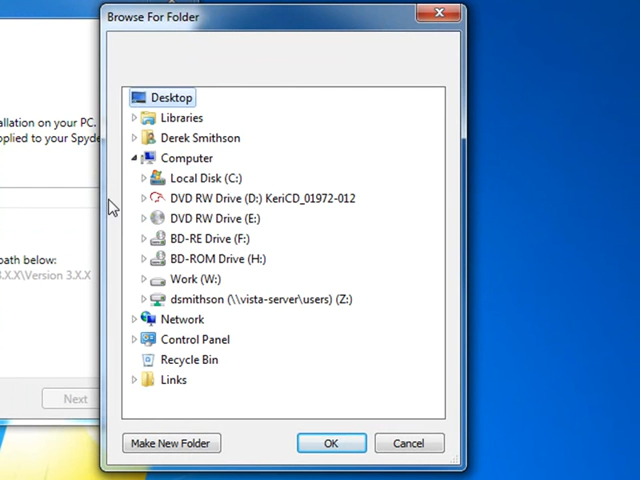 Browse For Folder
allation on your PC.
pplied to your Spyde
path below:
X.X\Version 3.X.X
Next
Desktop
Libraries
Derek Smithson
Computer
Local Disk (C:)
DVD RW Drive (D:) KeriCD_01972-012
DVD RW Drive (E:)
BD-RE Drive (F:)
BD-ROM Drive (H:)
Work (W:)
dsmithson (\\vista-server\users) (Z:)
Network
Control Panel
Recycle Bin
Links
Make New Folder
OK
Cancel